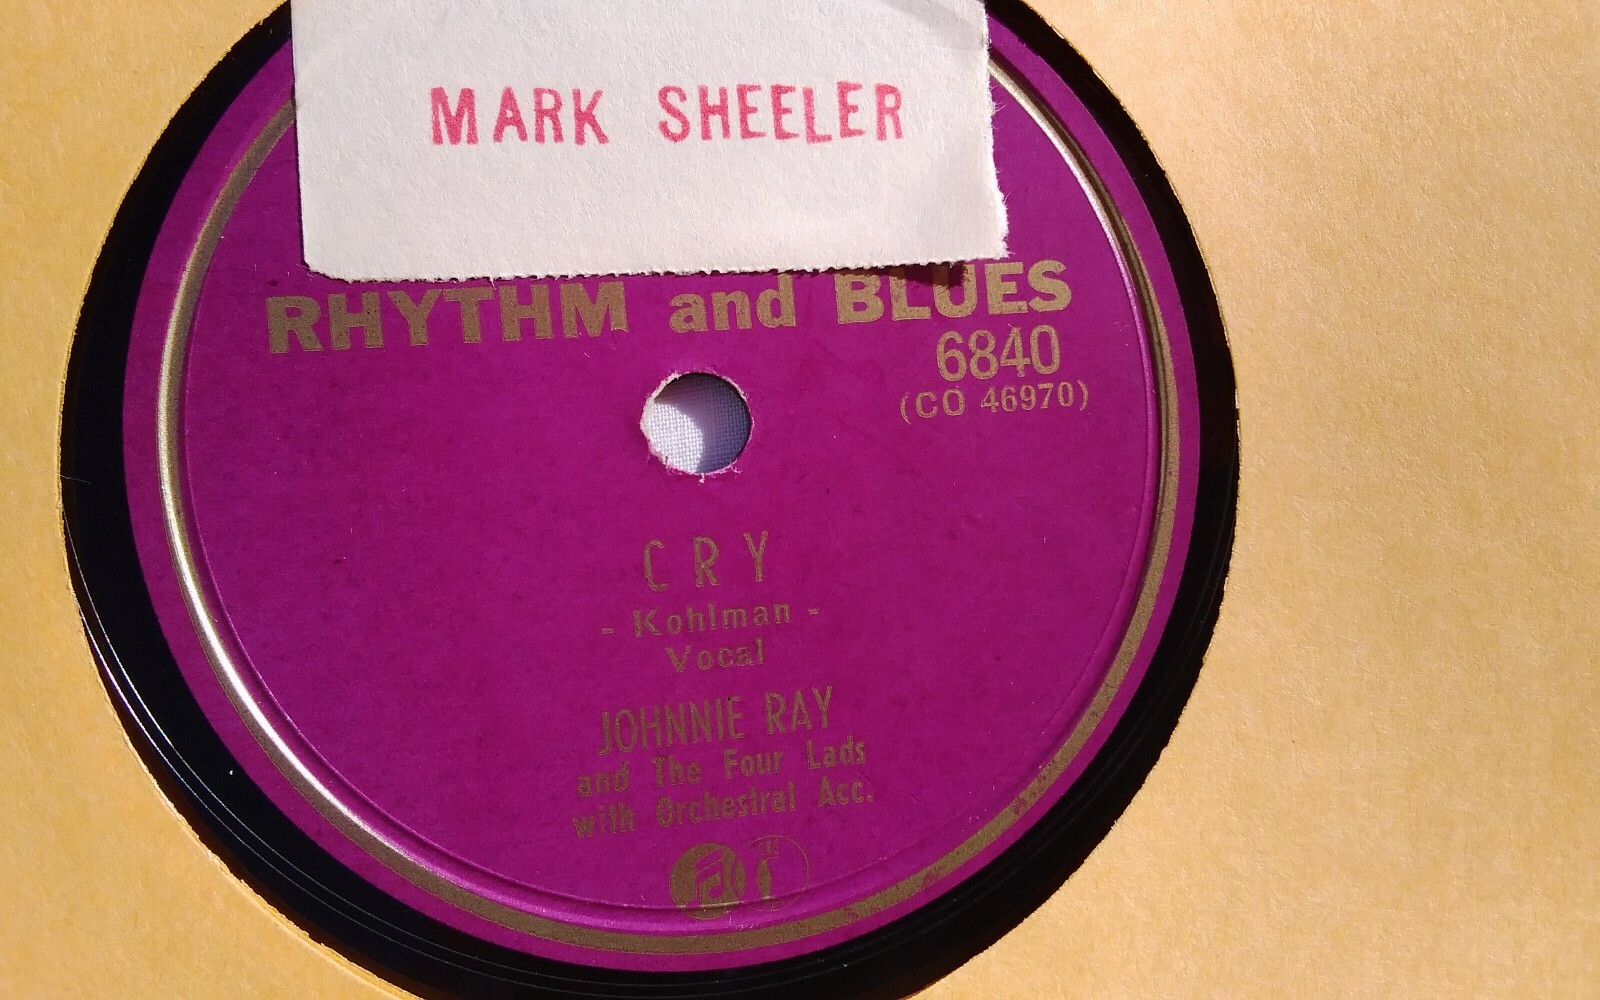 MARK SHEELER
RHYTHM and BLUES
6840
(CO 46970)
CRY
- Kohlman -
Vocal
JOHNNIE RAY
and The Four Lads
with Orchestral Acc.